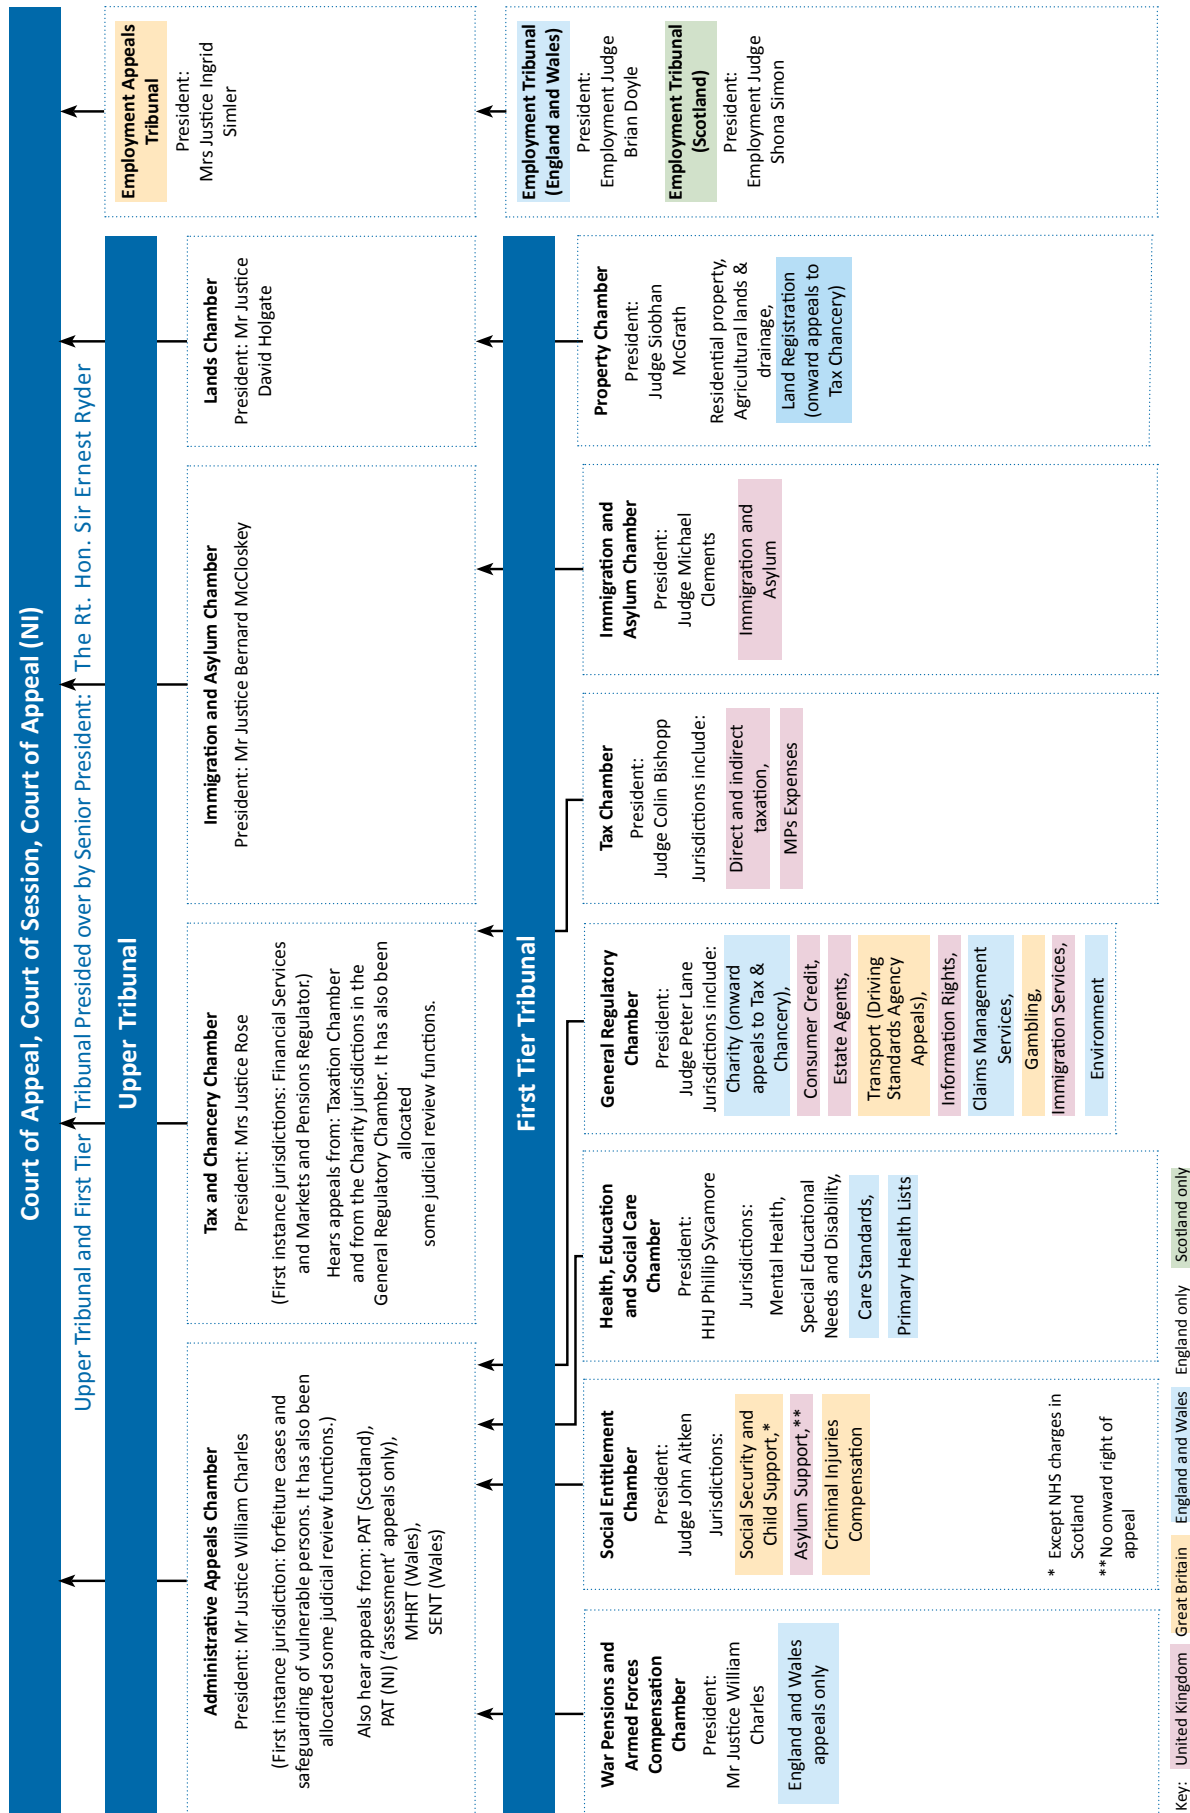 Court of Appeal, Court of Session, Court of Appeal (NI)
Upper Tribunal and First Tier Tribunal Presided over by Senior President: The Rt. Hon. Sir Ernest Ryder
Upper Tribunal
Administrative Appeals Chamber
President: Mr Justice William Charles
(First instance jurisdiction: forfeiture cases and
safeguarding of vulnerable persons. It has also been
allocated some judicial review functions.)
Also hear appeals from: PAT (Scotland),
PAT (NI) (‘assessment’ appeals only),
MHRT (Wales),
SENT (Wales)
Tax and Chancery Chamber
President: Mrs Justice Rose
(First instance jurisdictions: Financial Services
and Markets and Pensions Regulator.)
Hears appeals from: Taxation Chamber
and from the Charity jurisdictions in the
General Regulatory Chamber. It has also been
allocated
some judicial review functions.
Immigration and Asylum Chamber
President: Mr Justice Bernard McCloskey
Lands Chamber
President: Mr Justice
David Holgate
Employment Appeals
Tribunal
President:
Mrs Justice Ingrid
Simler
First Tier Tribunal
War Pensions and
Armed Forces
Compensation
Chamber
President:
Mr Justice William
Charles
England and Wales
appeals only
Social Entitlement
Chamber
President:
Judge John Aitken
Jurisdictions:
Social Security and
Child Support,*
Asylum Support,**
Criminal Injuries
Compensation
* Except NHS charges in
Scotland
**No onward right of
appeal
Health, Education
and Social Care
Chamber
President:
HHJ Phillip Sycamore
Jurisdictions:
Mental Health,
Special Educational
Needs and Disability,
Care Standards,
Primary Health Lists
General Regulatory
Chamber
President:
Judge Peter Lane
Jurisdictions include:
Charity (onward
appeals to Tax &
Chancery),
Consumer Credit,
Estate Agents,
Transport (Driving
Standards Agency
Appeals),
Information Rights,
Claims Management
Services,
Gambling,
Immigration Services,
Environment
Tax Chamber
President:
Judge Colin Bishopp
Jurisdictions include:
Direct and indirect
taxation,
MPs Expenses
Immigration and
Asylum Chamber
President:
Judge Michael
Clements
Immigration and
Asylum
Property Chamber
President:
Judge Siobhan
McGrath
Residential property,
Agricultural lands &
drainage,
Land Registration
(onward appeals to
Tax Chancery)
Employment Tribunal
(England and Wales)
President:
Employment Judge
Brian Doyle
Employment Tribunal
(Scotland)
President:
Employment Judge
Shona Simon
Key: United Kingdom Great Britain England and Wales England only Scotland only